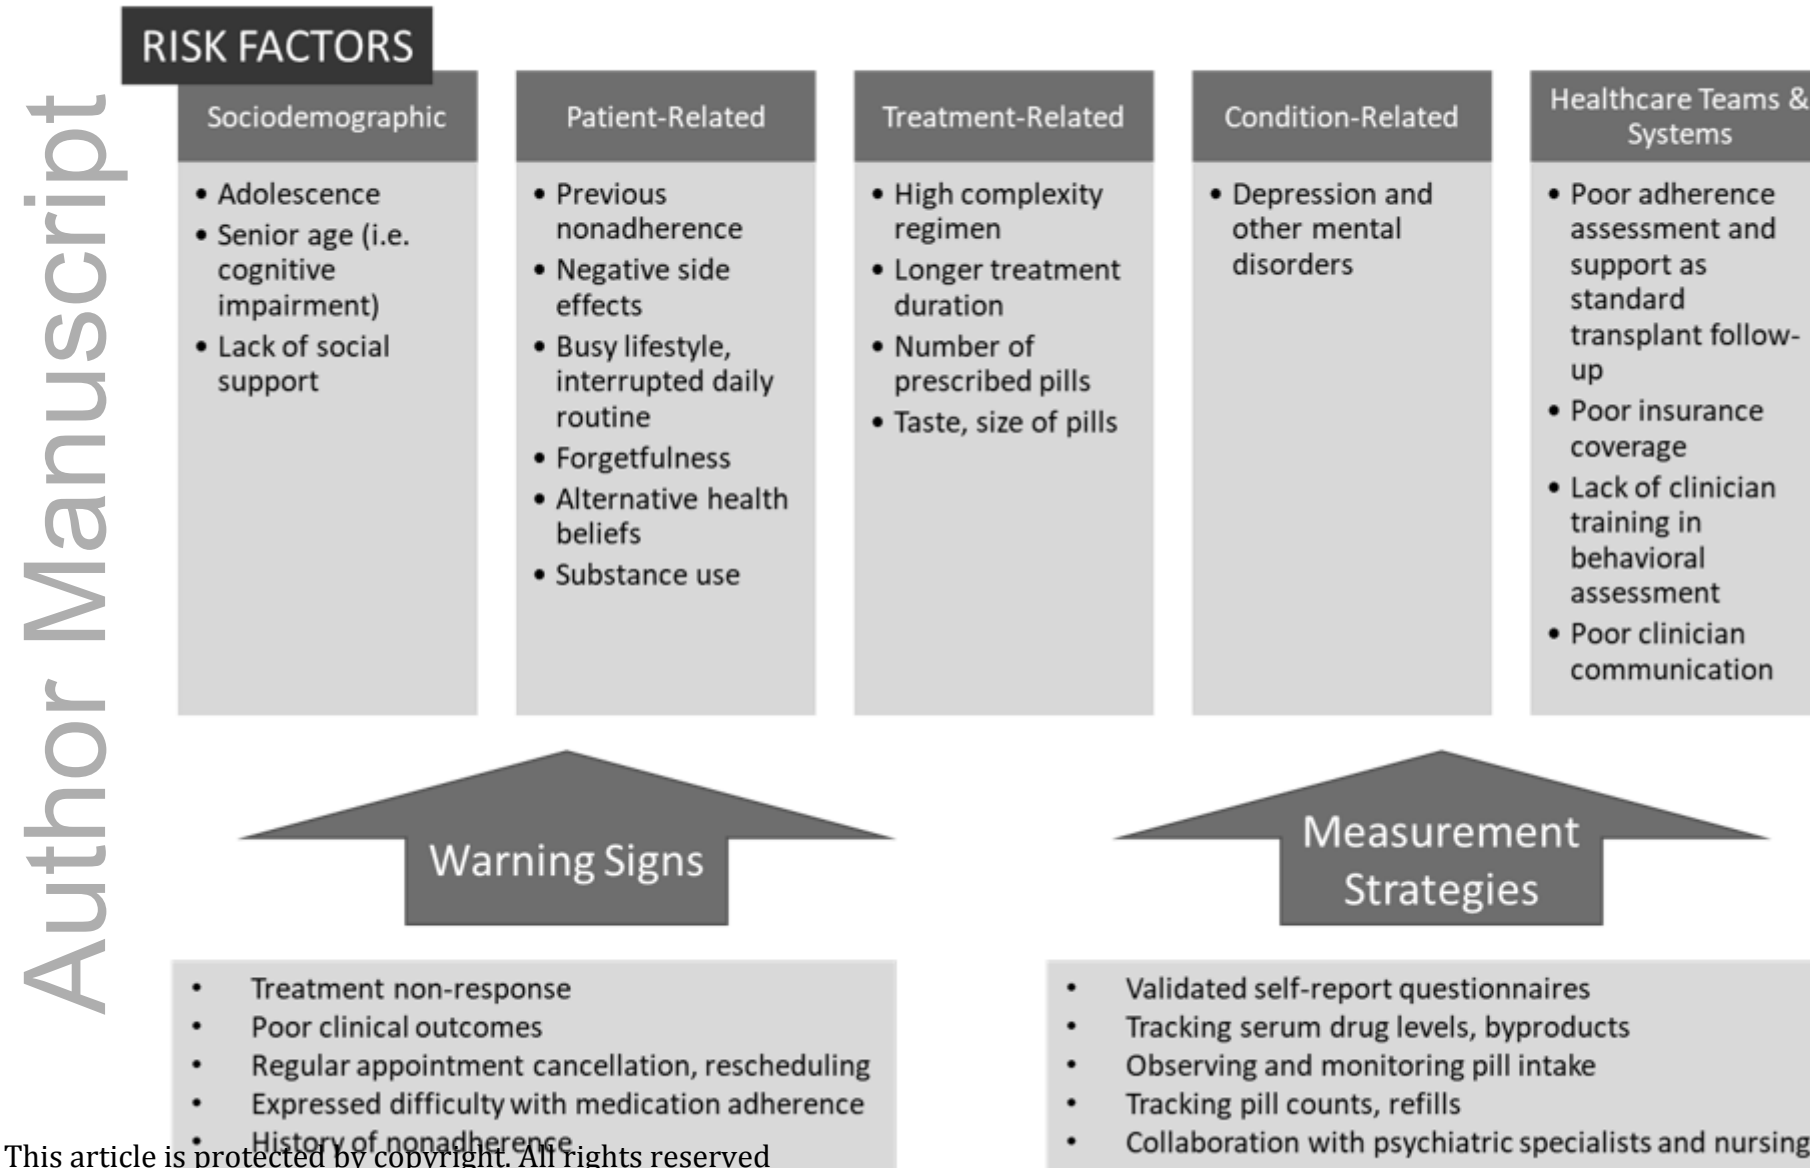 RISK FACTORS
Sociodemographic
• Adolescence
• Senior age (i.e.
cognitive
impairment)
• Lack of social
support
Patient-Related
• Previous
nonadherence
• Negative side
effects
• Busy lifestyle,
interrupted daily
routine
• Forgetfulness
• Alternative health
beliefs
• Substance use
Treatment-Related
• High complexity
regimen
• Longer treatment
duration
• Number of
prescribed pills
• Taste, size of pills
Condition-Related
• Depression and
other mental
disorders
Healthcare Teams &
Systems
• Poor adherence
assessment and
support as
standard
transplant follow-
up
• Poor insurance
coverage
• Lack of clinician
training in
behavioral
assessment
• Poor clinician
communication
Warning Signs
• Treatment non-response
• Poor clinical outcomes
• Regular appointment cancellation, rescheduling
• Expressed difficulty with medication adherence
• History of nonadherence
Measurement
Strategies
• Validated self-report questionnaires
• Tracking serum drug levels, byproducts
• Observing and monitoring pill intake
• Tracking pill counts, refills
• Collaboration with psychiatric specialists and nursing
Author Manuscript
This article is protected by copyright. All rights reserved